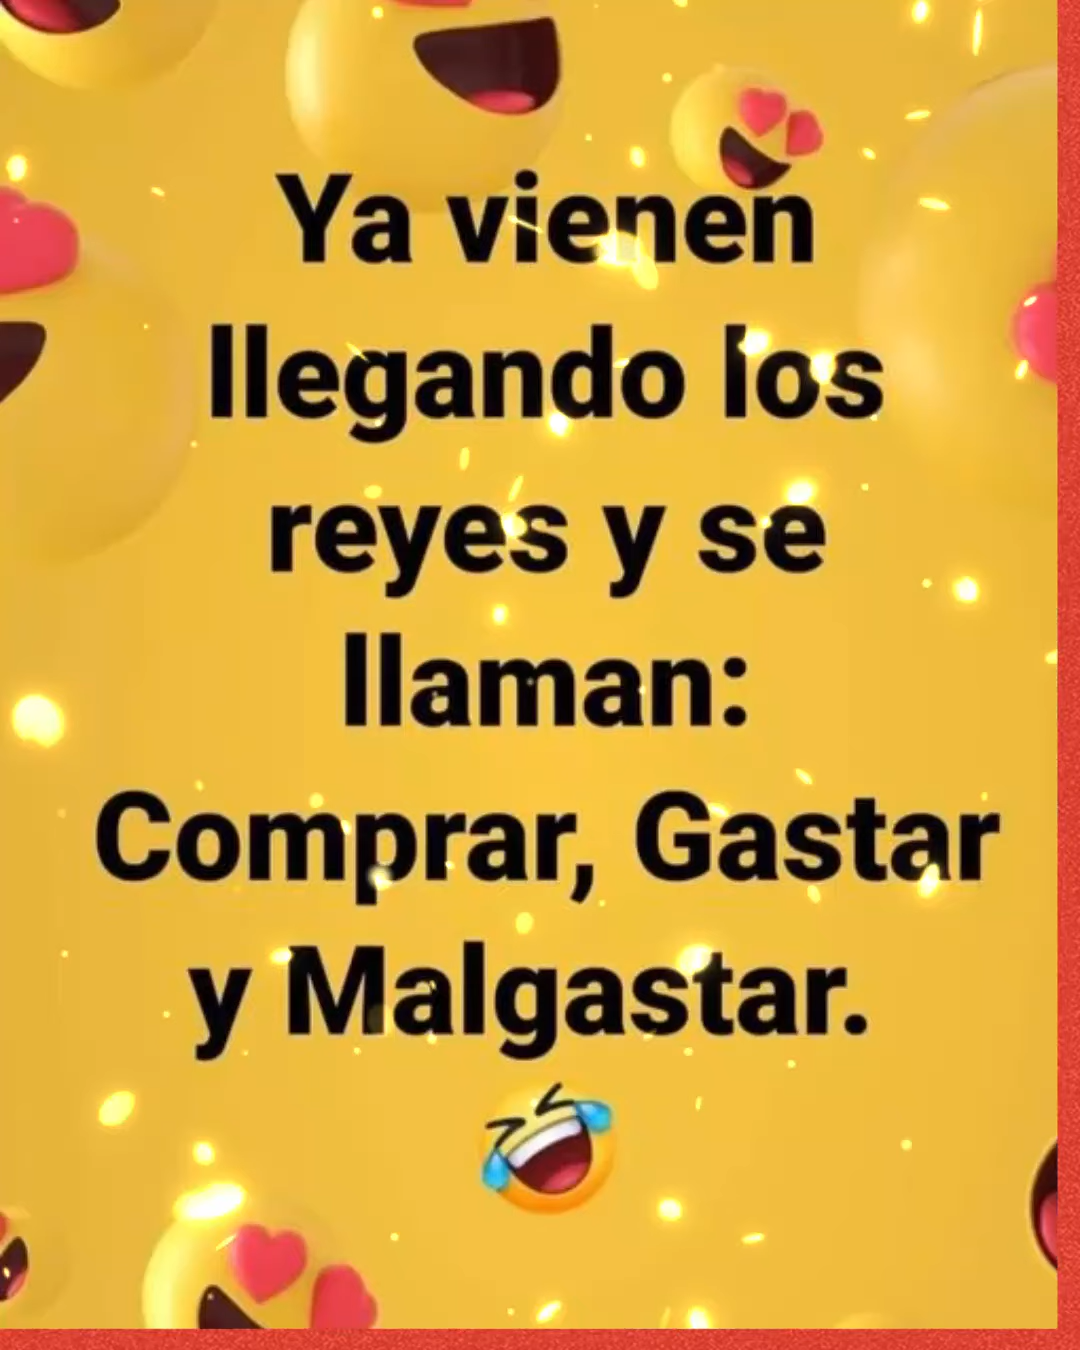 Ya vienen
llegando los
reyes y se
llaman:
Comprar, Gastar
y Malgastar.